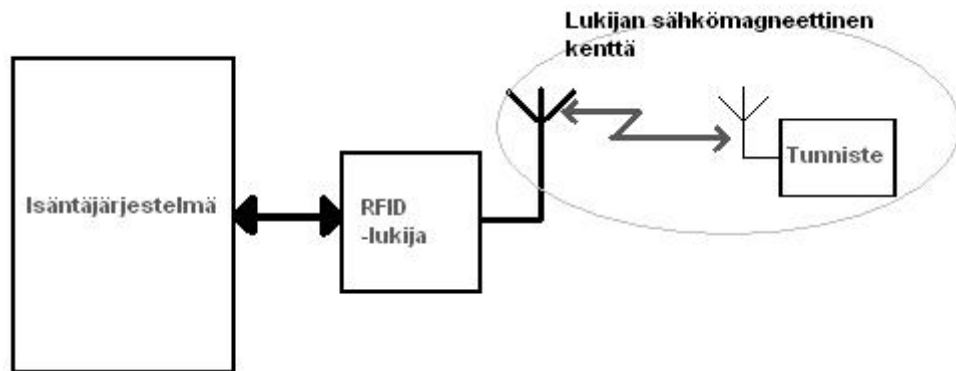 Lukijan sähkömagneettinen
kenttä
Isäntäjärjestelmä
RFID
-lukija
Tunniste